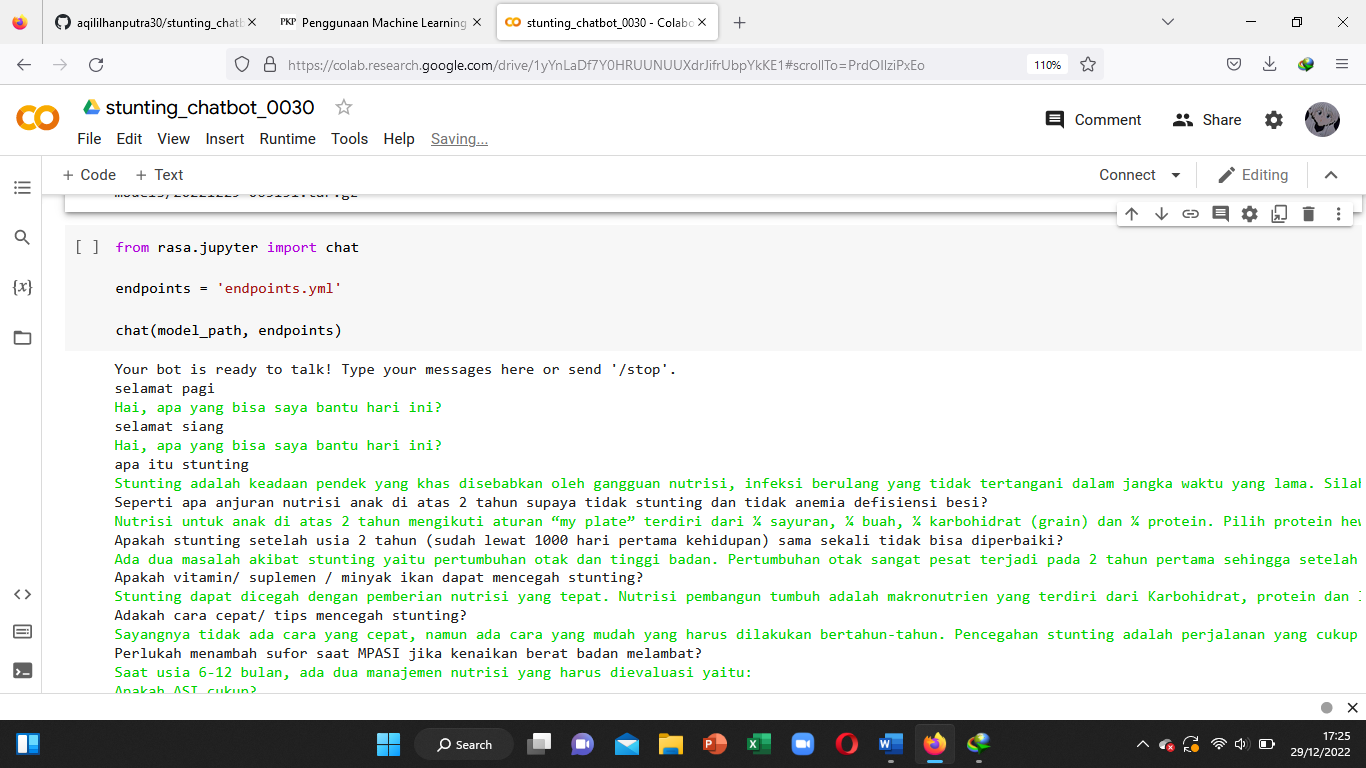 aqililhanputra30/stunting_chatb
PKP Penggunaan Machine Learning
stunting_chatbot_0030 - Colabo
https://colab.research.google.com/drive/1yYnLaDf7Y0HRUUNUUXdrJifrUbpYkKE1#scrollTo=PrdOIlziPxEo
110%
stunting_chatbot_0030
Comment
Share
File Edit View Insert Runtime Tools Help Saving...
+ Code + Text
Connect
Editing
[ ] from rasa.jupyter import chat
endpoints = 'endpoints.yml'
chat(model_path, endpoints)
{x}
Your bot is ready to talk! Type your messages here or send '/stop'.
selamat pagi
Hai, apa yang bisa saya bantu hari ini?
selamat siang
Hai, apa yang bisa saya bantu hari ini?
apa itu stunting
Stunting adalah keadaan pendek yang khas disebabkan oleh gangguan nutrisi, infeksi berulang yang tidak tertangani dalam jangka waktu yang lama. Silah
Seperti apa anjuran nutrisi anak di atas 2 tahun supaya tidak stunting dan tidak anemia defisiensi besi?
Nutrisi untuk anak di atas 2 tahun mengikuti aturan “my plate” terdiri dari ¼ sayuran, ¼ buah, ¼ karbohidrat (grain) dan ¼ protein. Pilih protein hew
Apakah stunting setelah usia 2 tahun (sudah lewat 1000 hari pertama kehidupan) sama sekali tidak bisa diperbaiki?
Ada dua masalah akibat stunting yaitu pertumbuhan otak dan tinggi badan. Pertumbuhan otak sangat pesat terjadi pada 2 tahun pertama sehingga setelah
Apakah vitamin/ suplemen / minyak ikan dapat mencegah stunting?
Stunting dapat dicegah dengan pemberian nutrisi yang tepat. Nutrisi pembangun tumbuh adalah makronutrien yang terdiri dari Karbohidrat, protein dan
Adakah cara cepat/ tips mencegah stunting?
Sayangnya tidak ada cara yang cepat, namun ada cara yang mudah yang harus dilakukan bertahun-tahun. Pencegahan stunting adalah perjalanan yang cukup
Perlukah menambah sufor saat MPASI jika kenaikan berat badan melambat?
Saat usia 6-12 bulan, ada dua manajemen nutrisi yang harus dievaluasi yaitu:
Apakah ASI cukup?
Search
17:25
29/12/2022